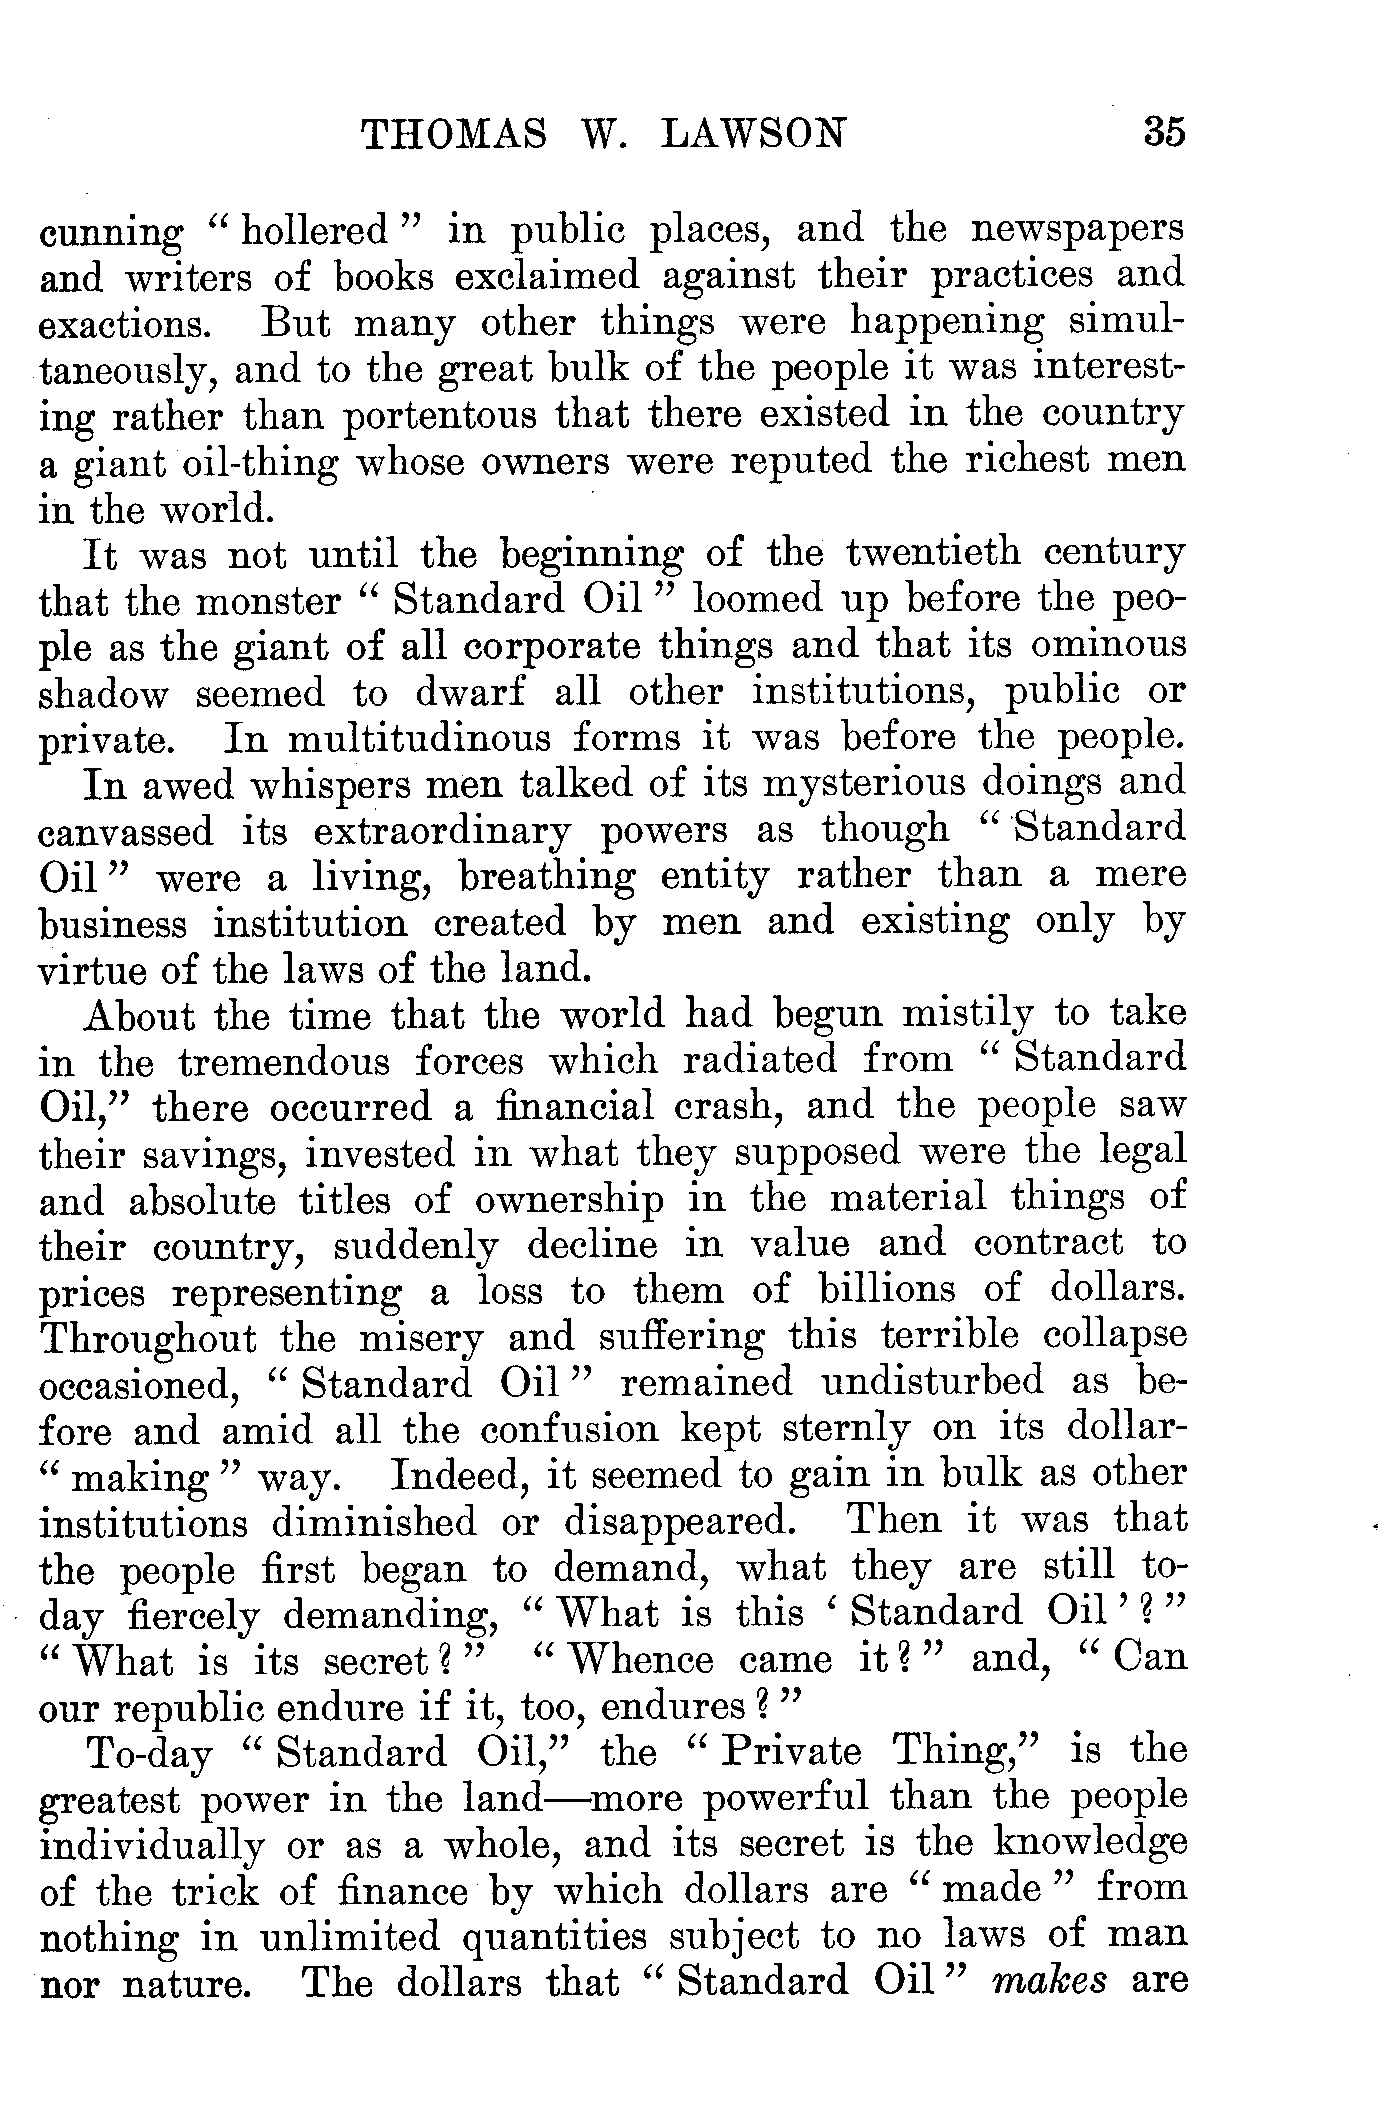 THOMAS W. LAWSON 35
cunning " hollered " in public places, and the newspapers
and writers of books exclaimed against their practices and
exactions. But many other things were happening simul-
taneously, and to the great bulk of the people it was interest-
ing rather than portentous that there existed in the country
a giant oil-thing whose owners were reputed the richest men
in the world.
It was not until the beginning of the twentieth century
that the monster " Standard Oil " loomed up before the peo-
ple as the giant of all corporate things and that its ominous
shadow seemed to dwarf all other institutions, public or
private. In multitudinous forms it was before the people.
In awed whispers men talked of its mysterious doings and
canvassed its extraordinary powers as though " Standard
Oil " were a living, breathing entity rather than a mere
business institution created by men and existing only by
virtue of the laws of the land.
About the time that the world had begun mistily to take
in the tremendous forces which radiated from " Standard
Oil," there occurred a financial crash, and the people saw
their savings, invested in what they supposed were the legal
and absolute titles of ownership in the material things of
their country, suddenly decline in value and contract to
prices representing a loss to them of billions of dollars.
Throughout the misery and suffering this terrible collapse
occasioned, " Standard Oil " remained undisturbed as be-
fore and amid all the confusion kept sternly on its dollar-
" making " way. Indeed, it seemed to gain in bulk as other
institutions diminished or disappeared. Then it was that
the people first began to demand, what they are still to-
day fiercely demanding, " What is this ' Standard Oil ' ? "
" What is its secret ? " " Whence came it ? " and, " Can
our republic endure if it, too, endures ? "
To-day " Standard Oil," the " Private Thing," is the
greatest power in the land—more powerful than the people
individually or as a whole, and its secret is the knowledge
of the trick of finance by which dollars are " made " from
nothing in unlimited quantities subject to no laws of man
nor nature. The dollars that " Standard Oil " makes are